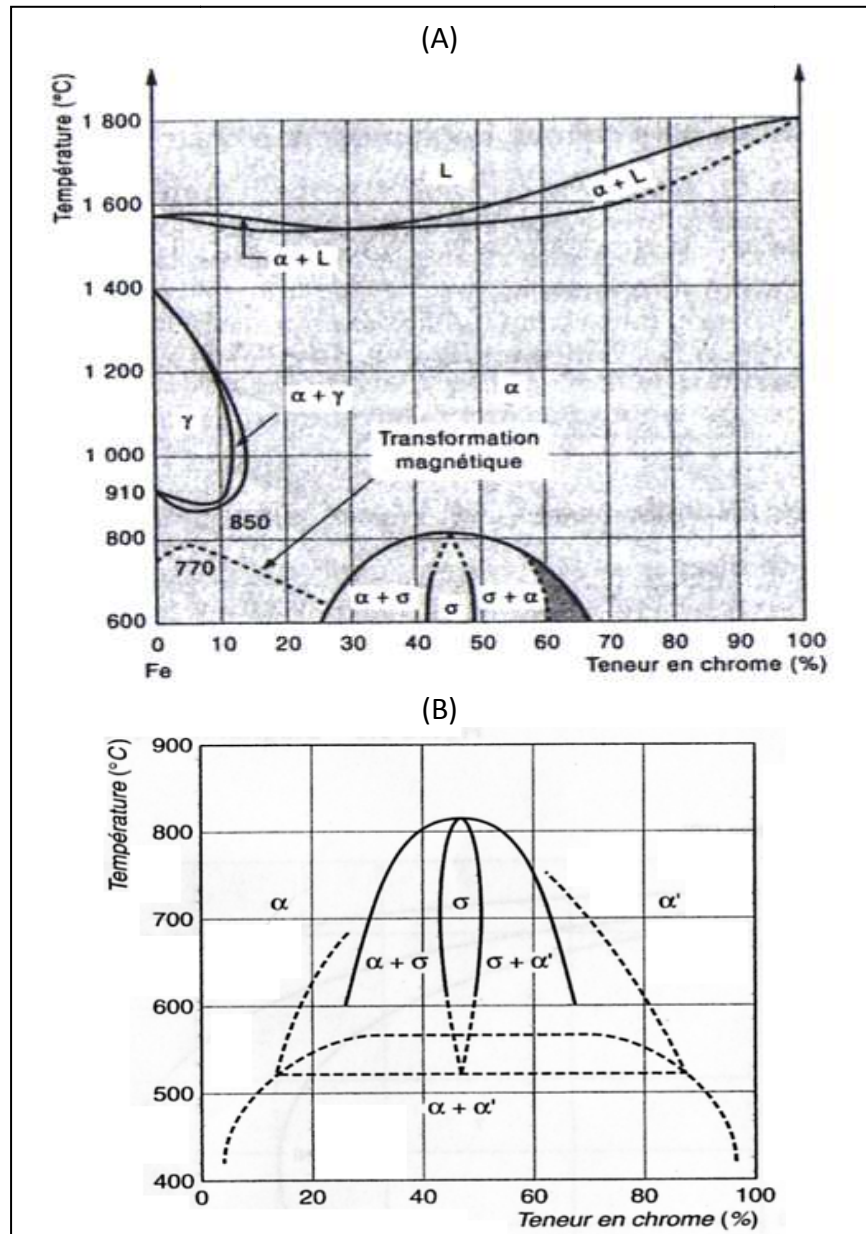 (A)
Température (°C)
1 800
1 600
1 400
1 200
1 000
910
800
600
L
α + L
α + L
α
γ
α + γ
Transformation
magnétique
850
770
α + σ
σ
σ + α
0 10 20 30 40 50 60 70 80 90 100
Fe
Teneur en chrome (%)
(B)
Température (°C)
900
800
700
600
500
400
α
σ
α'
α + σ
σ + α'
α + α'
0 20 40 60 80 100
Teneur en chrome (%)